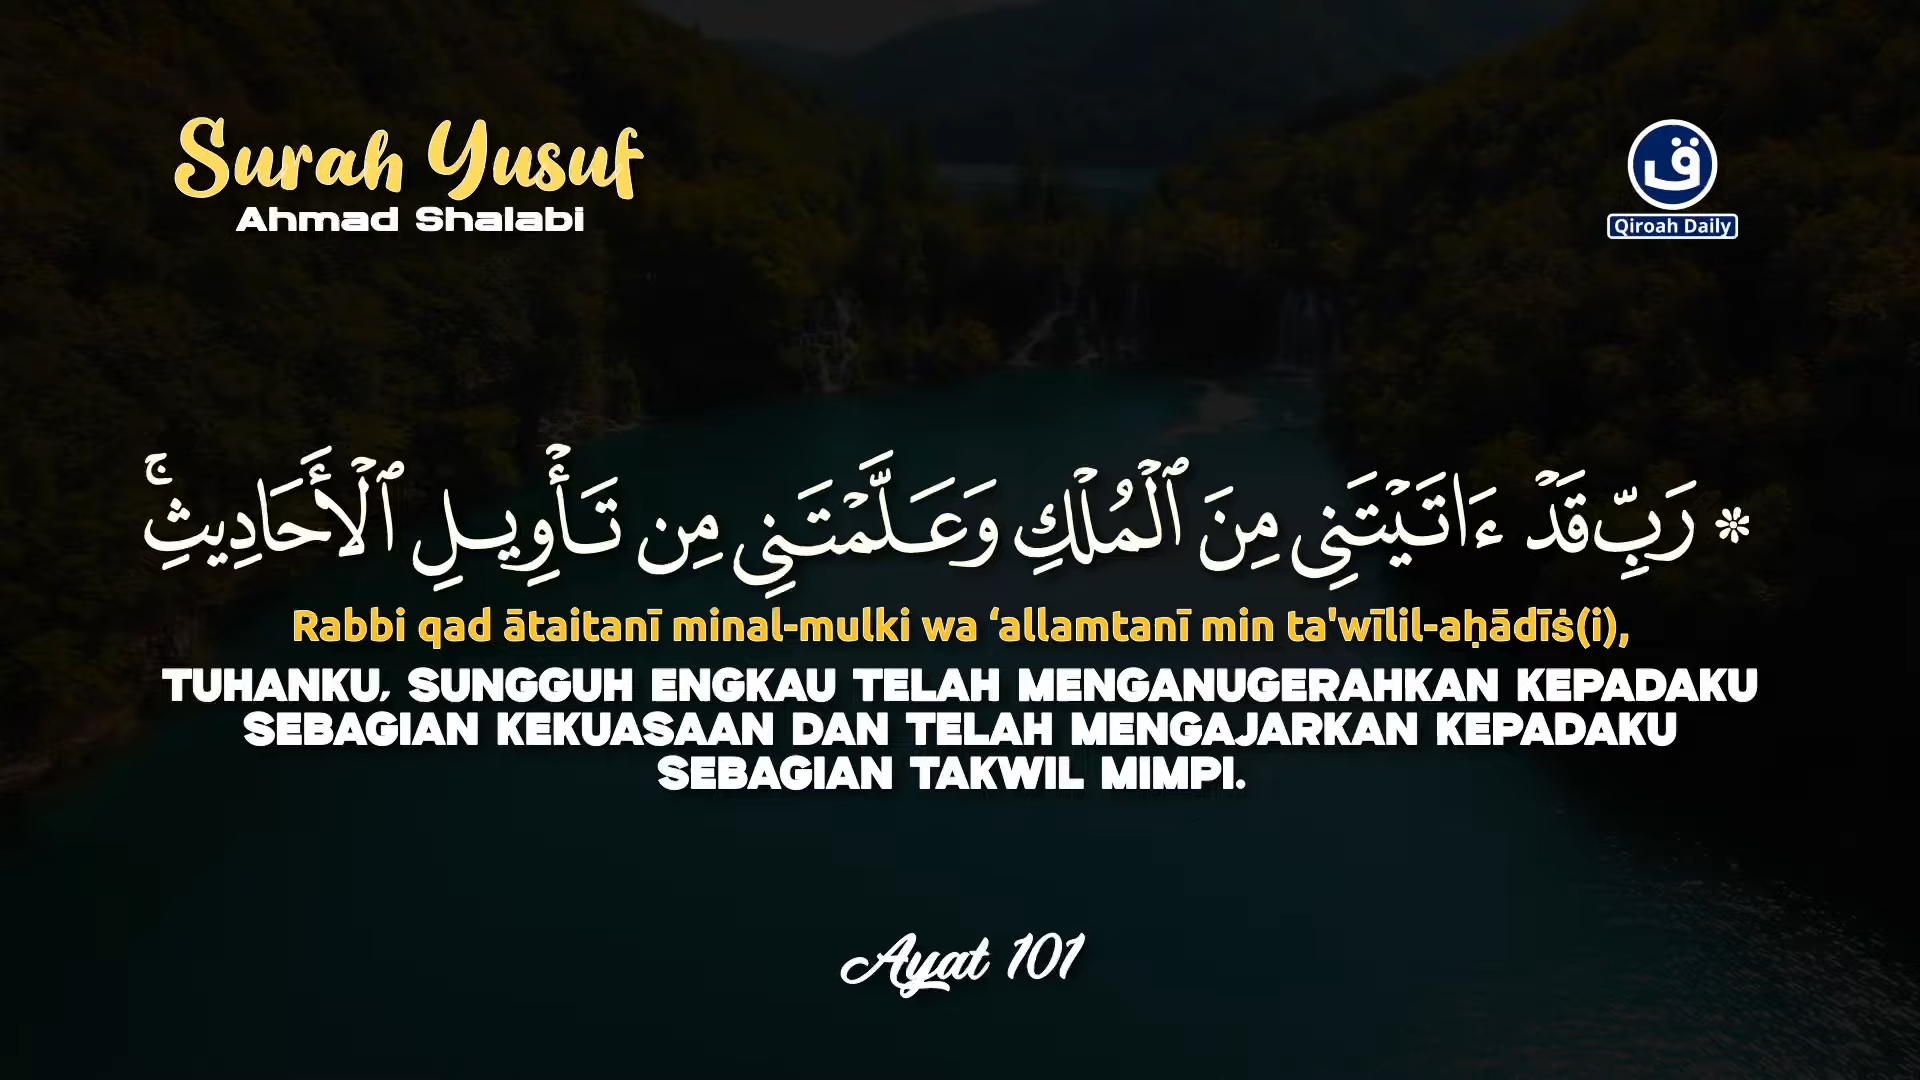 Surah Yusuf
Ahmad Shalabi
ق
Qiroah Daily
۞ رَبِّ قَدۡ ءَاتَيۡتَنِي مِنَ ٱلۡمُلۡكِ وَعَلَّمۡتَنِي مِن تَأۡوِيلِ ٱلۡأَحَادِيثِۚ
Rabbi qad ātaitanī minal-mulki wa ‘allamtanī min ta'wīlil-aḥādīṡ(i),
TUHANKU, SUNGGUH ENGKAU TELAH MENGANUGERAHKAN KEPADAKU
SEBAGIAN KEKUASAAN DAN TELAH MENGAJARKAN KEPADAKU
SEBAGIAN TAKWIL MIMPI.
Ayat 101